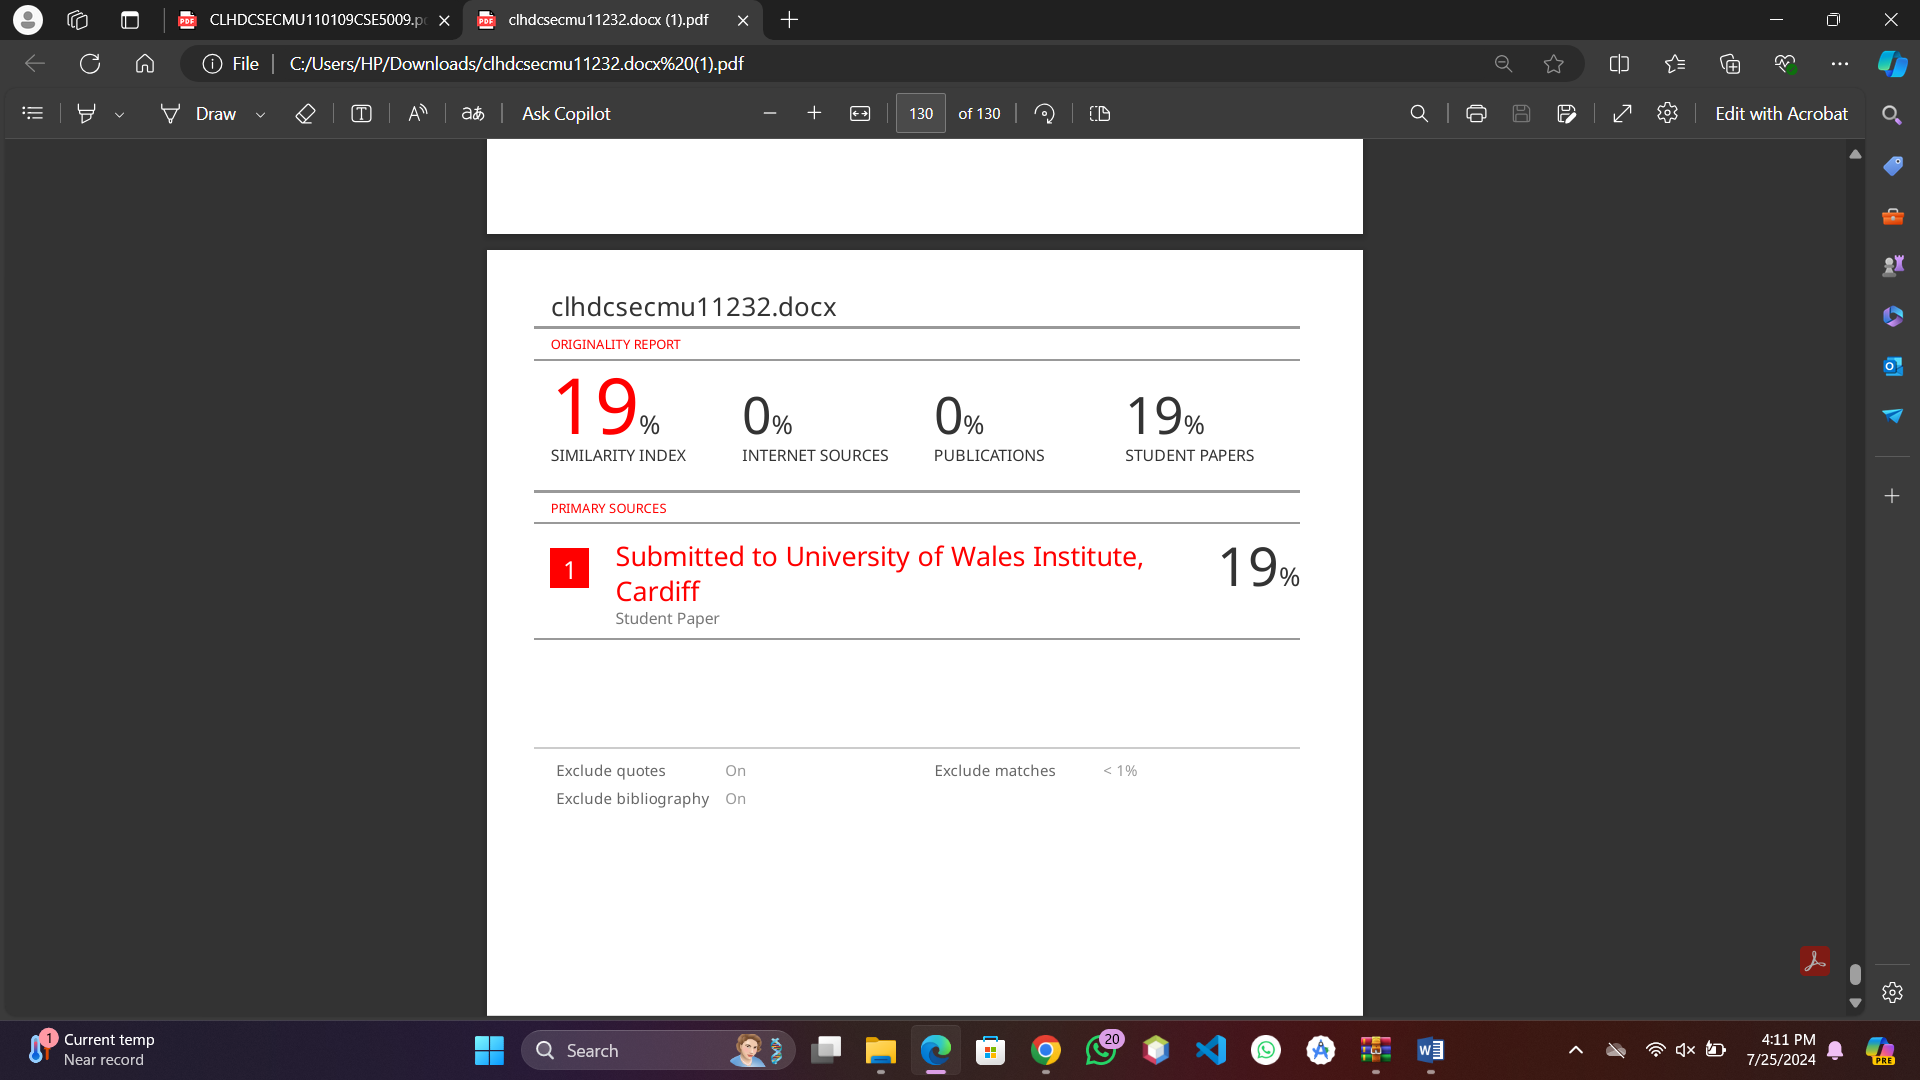 CLHDCSECMU110109CSE5009.p
clhdcsecmu11232.docx (1).pdf
File
C:/Users/HP/Downloads/clhdcsecmu11232.docx%20(1).pdf
Draw
Ask Copilot
130
of 130
Edit with Acrobat
clhdcsecmu11232.docx
ORIGINALITY REPORT
19%
0%
0%
19%
SIMILARITY INDEX
INTERNET SOURCES
PUBLICATIONS
STUDENT PAPERS
PRIMARY SOURCES
1
Submitted to University of Wales Institute,
Cardiff
Student Paper
19%
Exclude quotes On
Exclude matches < 1%
Exclude bibliography On
1
Current temp
Near record
Search
20
4:11 PM
7/25/2024
PRE